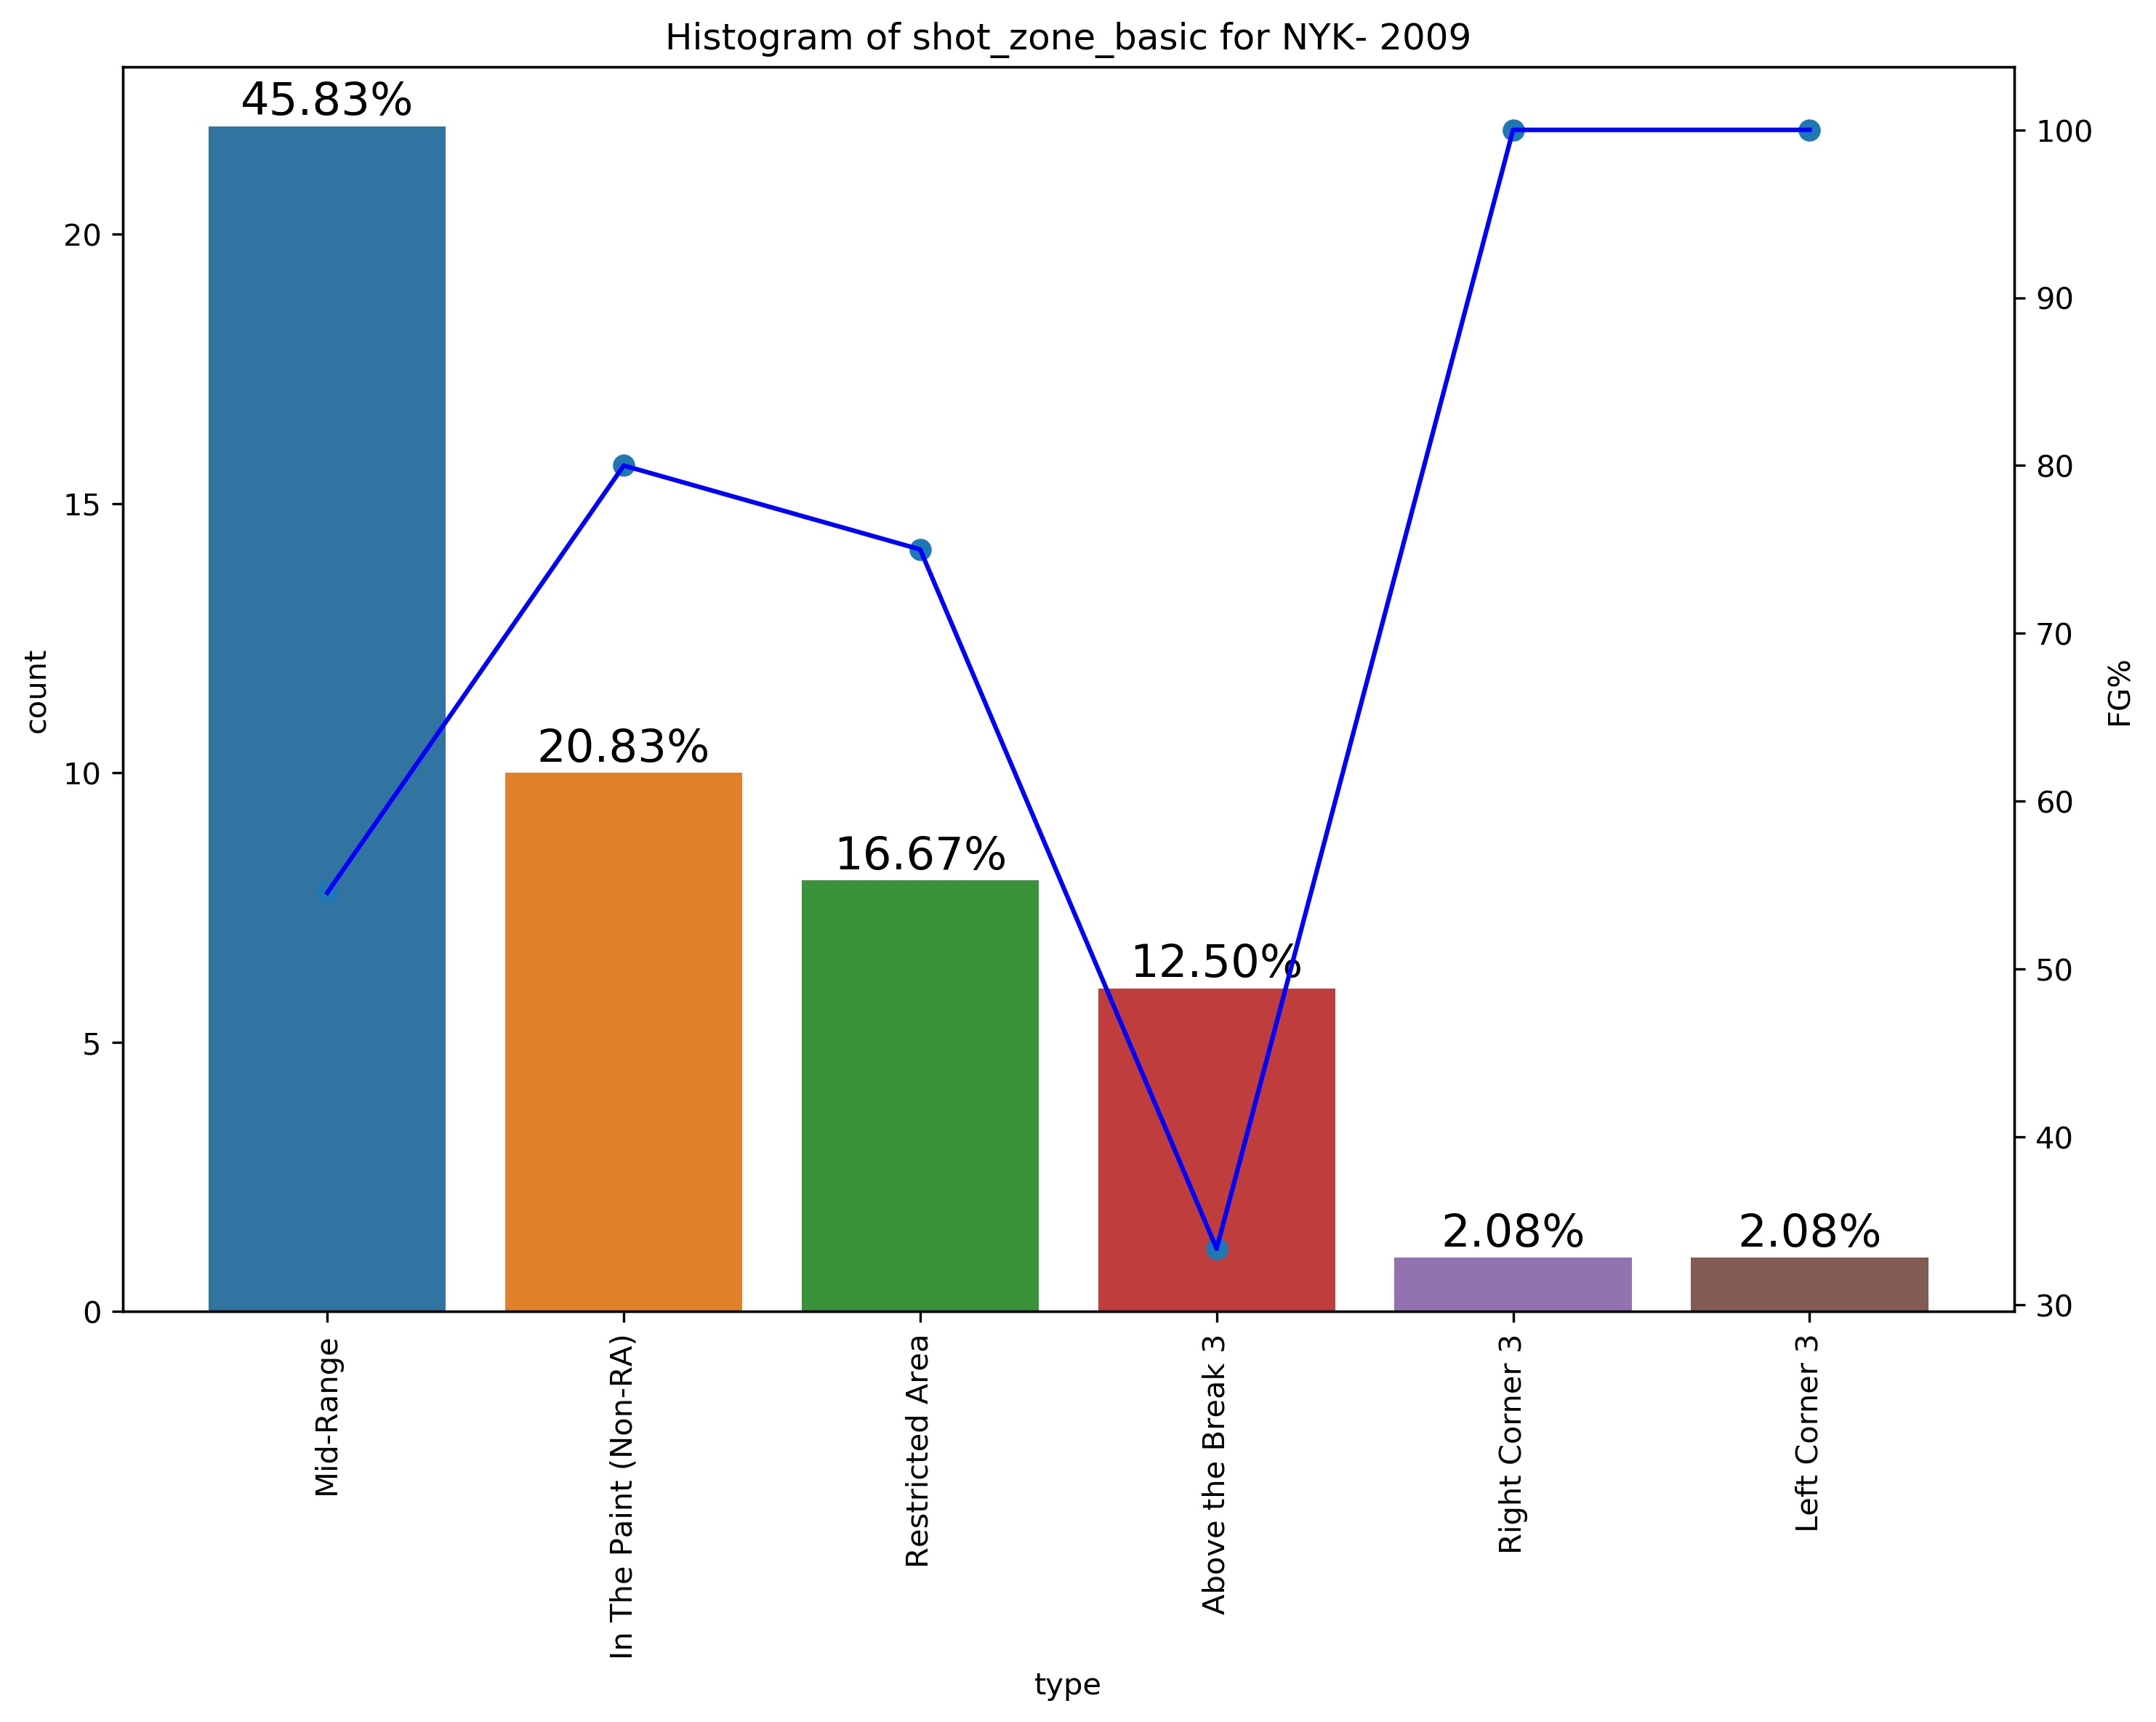 Histogram of shot_zone_basic for NYK- 2009
45.83%
20.83%
16.67%
12.50%
2.08%
2.08%
count
0
5
10
15
20
FG%
30
40
50
60
70
80
90
100
Mid-Range
In The Paint (Non-RA)
Restricted Area
Above the Break 3
Right Corner 3
Left Corner 3
type